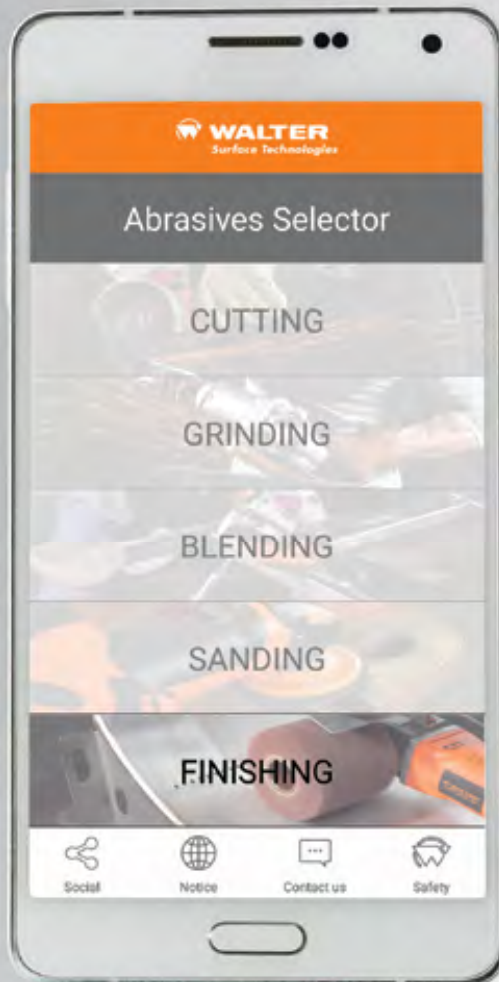 WALTER
Surface Technologies
Abrasives Selector
CUTTING
GRINDING
BLENDING
SANDING
FINISHING
Social
Notice
Contact us
Safety